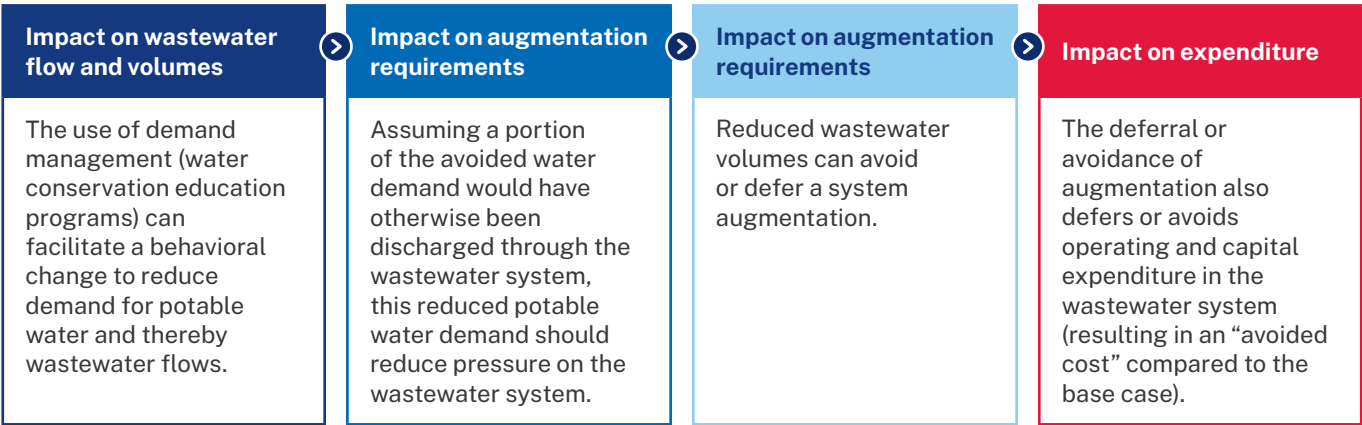 Impact on wastewater
flow and volumes
The use of demand
management (water
conservation education
programs) can
facilitate a behavioral
change to reduce
demand for potable
water and thereby
wastewater flows.
Impact on augmentation
requirements
Assuming a portion
of the avoided water
demand would have
otherwise been
discharged through the
wastewater system,
this reduced potable
water demand should
reduce pressure on the
wastewater system.
Impact on augmentation
requirements
Reduced wastewater
volumes can avoid
or defer a system
augmentation.
Impact on expenditure
The deferral or
avoidance of
augmentation also
defers or avoids
operating and capital
expenditure in the
wastewater system
(resulting in an “avoided
cost” compared to the
base case).